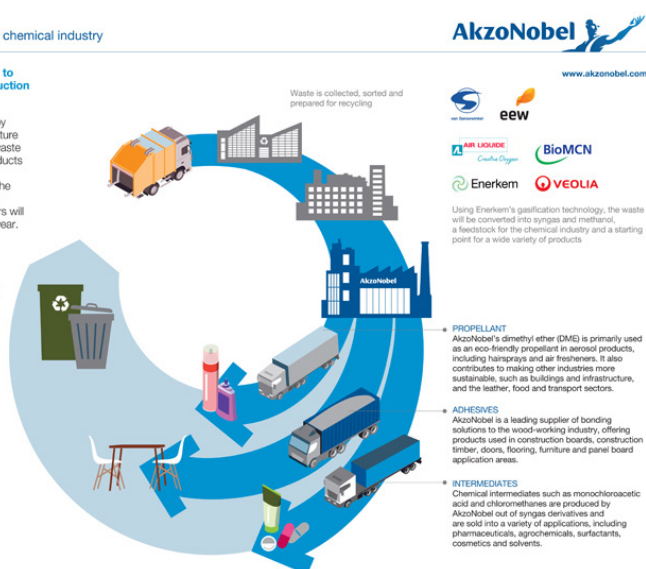 chemical industry
AkzoNobel
www.akzonobel.com
to
uction
y
ture
aste
ducts
he
rs will
year.
Waste is collected, sorted and
prepared for recycling
van Gansewinkel
eew
AIR LIQUIDE
Creative Oxygen
BioMCN
Enerkem
VEOLIA
Using Enerkem's gasification technology, the waste
will be converted into syngas and methanol,
a feedstock for the chemical industry and a starting
point for a wide variety of products
AkzoNobel
PROPELLANT
AkzoNobel's dimethyl ether (DME) is primarily used
as an eco-friendly propellant in aerosol products,
including hairsprays and air fresheners. It also
contributes to making other industries more
sustainable, such as buildings and infrastructure,
and the leather, food and transport sectors.
ADHESIVES
AkzoNobel is a leading supplier of bonding
solutions to the wood-working industry, offering
products used in construction boards, construction
timber, doors, flooring, furniture and panel board
application areas.
INTERMEDIATES
Chemical intermediates such as monochloroacetic
acid and chloromethanes are produced by
AkzoNobel out of syngas derivatives and
are sold into a variety of applications, including
pharmaceuticals, agrochemicals, surfactants,
cosmetics and solvents.